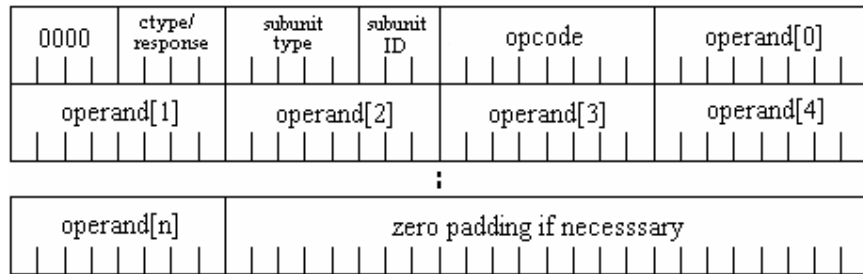 0000 ctype/ response subunit type subunit ID opcode operand[0]
operand[1] operand[2] operand[3] operand[4]
operand[n] zero padding if necesssary